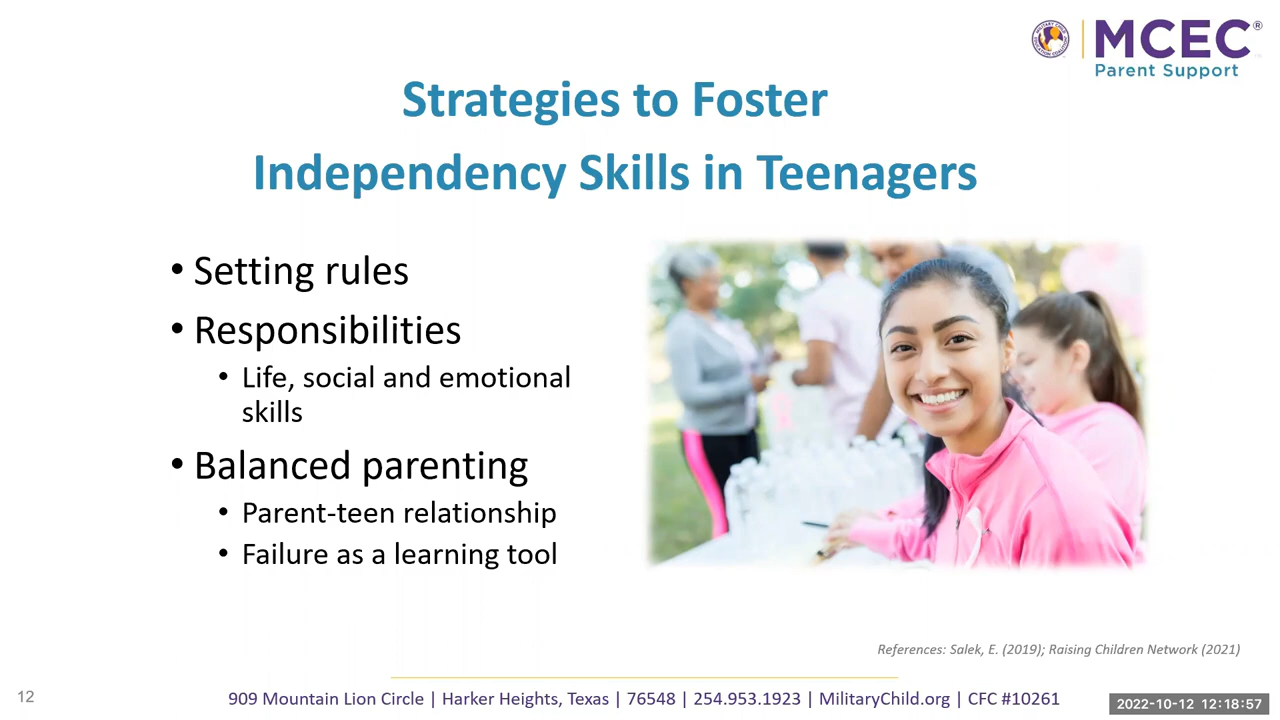 MCEC®
Parent Support
Strategies to Foster
Independency Skills in Teenagers
• Setting rules
• Responsibilities
• Life, social and emotional
skills
• Balanced parenting
• Parent-teen relationship
• Failure as a learning tool
References: Salek, E. (2019); Raising Children Network (2021)
12
909 Mountain Lion Circle | Harker Heights, Texas | 76548 | 254.953.1923 | MilitaryChild.org | CFC #10261
2022-10-12 12:18:57